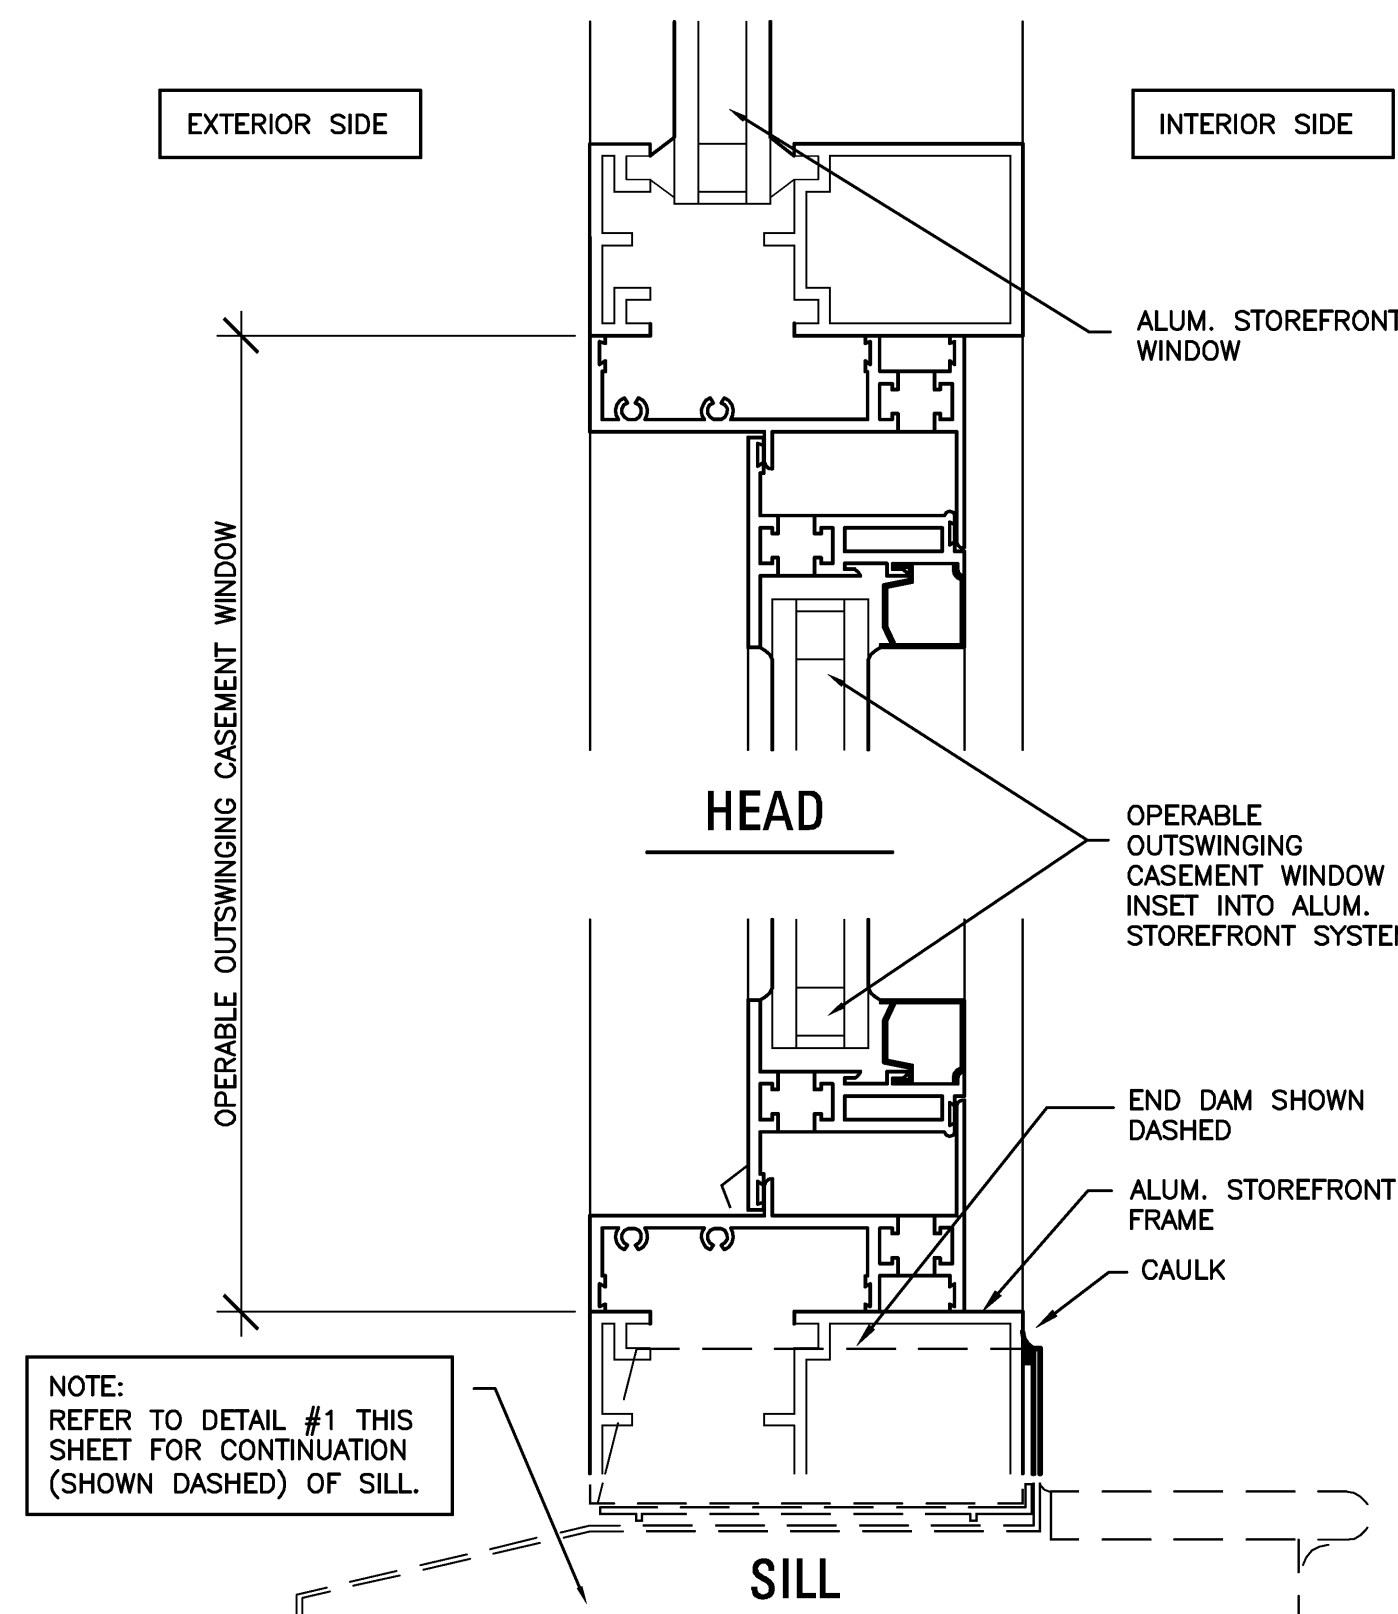 EXTERIOR SIDE
INTERIOR SIDE
ALUM. STOREFRONT
WINDOW
OPERABLE OUTSWINGING CASEMENT WINDOW
HEAD
OPERABLE
OUTSWINGING
CASEMENT WINDOW
INSET INTO ALUM.
STOREFRONT SYSTE
END DAM SHOWN
DASHED
ALUM. STOREFRONT
FRAME
CAULK
NOTE:
REFER TO DETAIL #1 THIS
SHEET FOR CONTINUATION
(SHOWN DASHED) OF SILL.
SILL